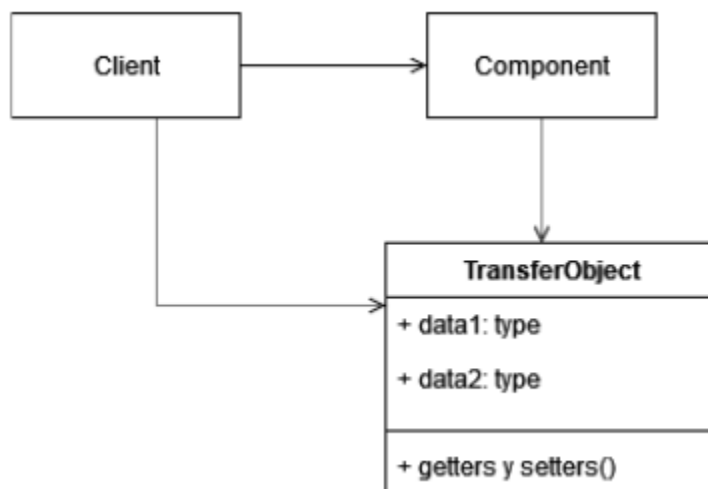 Client
Component
TransferObject
+ data1: type
+ data2: type
+ getters y setters()